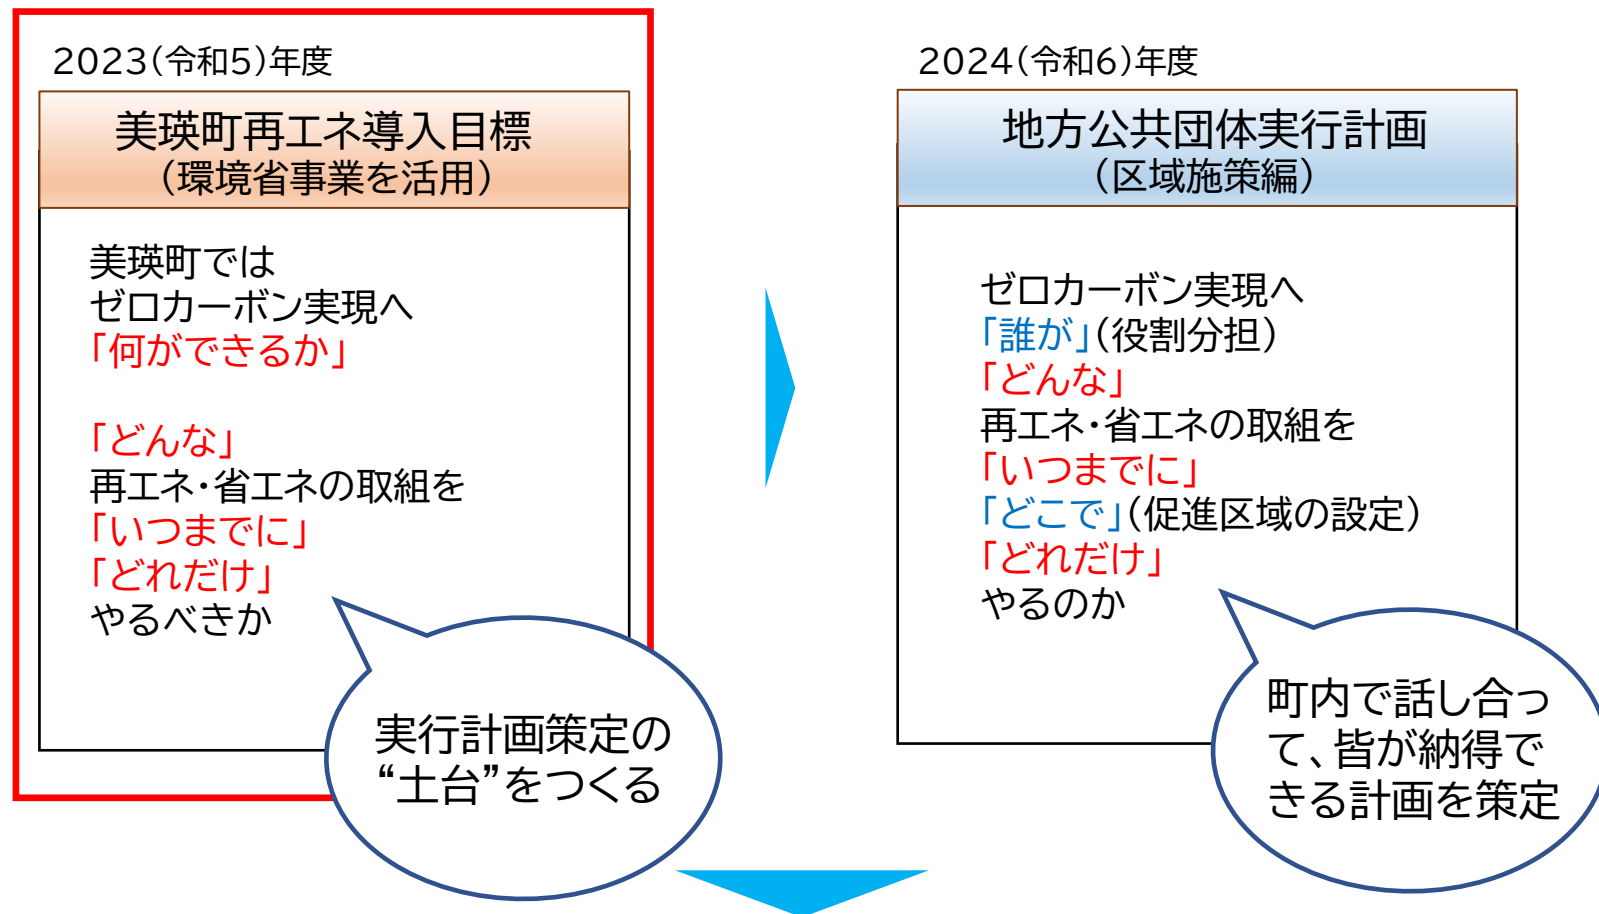 2023(令和5)年度
美瑛町再エネ導入目標
(環境省事業を活用)
美瑛町では
ゼロカーボン実現へ
「何ができるか」
「どんな」
再エネ・省エネの取組を
「いつまでに」
「どれだけ」
やるべきか
実行計画策定の
“土台”をつくる
2024(令和6)年度
地方公共団体実行計画
(区域施策編)
ゼロカーボン実現へ
「誰が」(役割分担)
「どんな」
再エネ・省エネの取組を
「いつまでに」
「どこで」(促進区域の設定)
「どれだけ」
やるのか
町内で話し合っ
て、皆が納得で
きる計画を策定